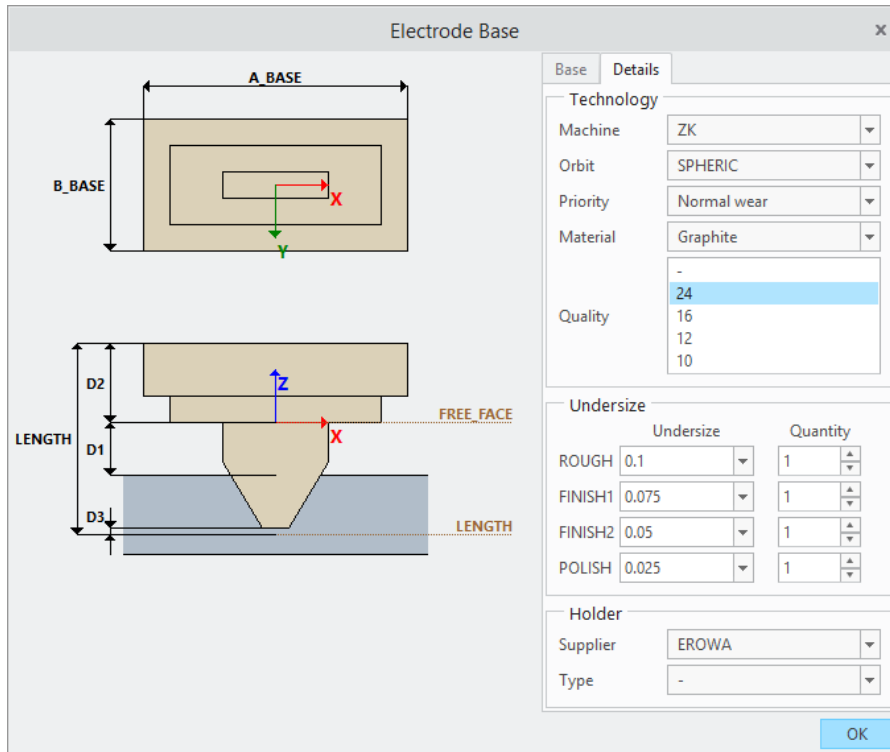 Electrode Base x
A_BASE
B_BASE
X
Y
D2
Z
FREE_FACE
X
LENGTH
D1
D3
LENGTH
Base Details
Technology
Machine ZK
Orbit SPHERIC
Priority Normal wear
Material Graphite
Quality
-
24
16
12
10
Undersize
Undersize Quantity
ROUGH 0.1 1
FINISH1 0.075 1
FINISH2 0.05 1
POLISH 0.025 1
Holder
Supplier EROWA
Type -
OK